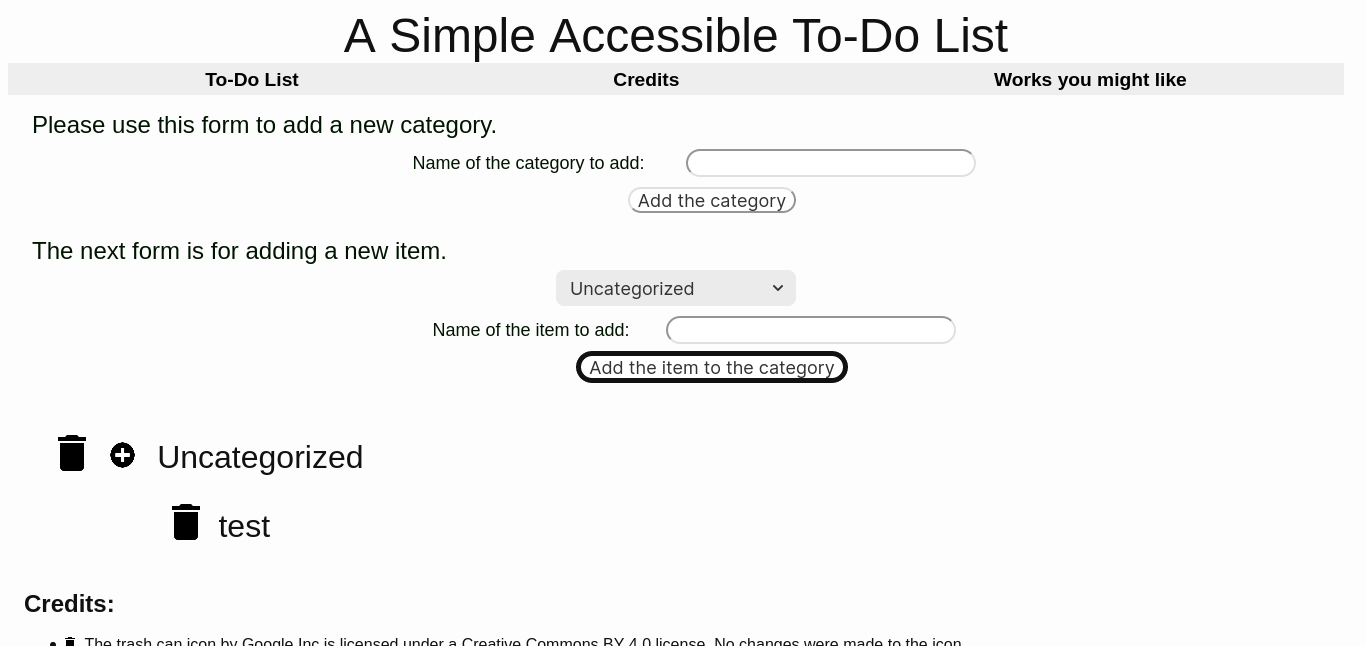 A Simple Accessible To-Do List
To-Do List Credits Works you might like
Please use this form to add a new category.
Name of the category to add:
Add the category
The next form is for adding a new item.
Uncategorized
Name of the item to add:
Add the item to the category
Uncategorized
test
Credits:
The trash can icon by Google Inc is licensed under a Creative Commons BY 4.0 license. No changes were made to the icon.